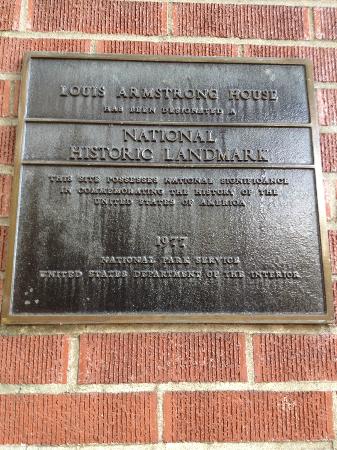 LOUIS ARMSTRONG HOUSE
HAS BEEN DESIGNATED A
NATIONAL
HISTORIC LANDMARK
THIS SITE POSSESSES NATIONAL SIGNIFICANCE
IN COMMEMORATING THE HISTORY OF THE
UNITED STATES OF AMERICA
1977
NATIONAL PARK SERVICE
UNITED STATES DEPARTMENT OF THE INTERIOR